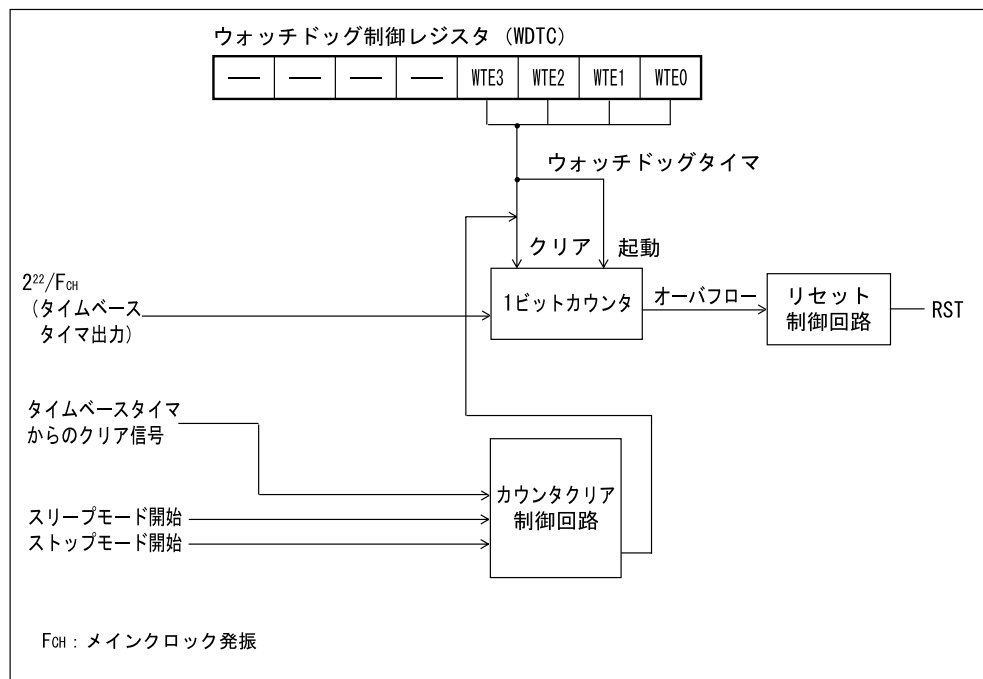 ウォッチドッグ制御レジスタ (WDTC)
— — — — WTE3 WTE2 WTE1 WTE0
ウォッチドッグタイマ
クリア 起動
2²²/FCH
(タイムベース
タイマ出力)
1ビットカウンタ
オーバフロー
リセット
制御回路
RST
タイムベースタイマ
からのクリア信号
カウンタクリア
制御回路
スリープモード開始
ストップモード開始
FCH : メインクロック発振